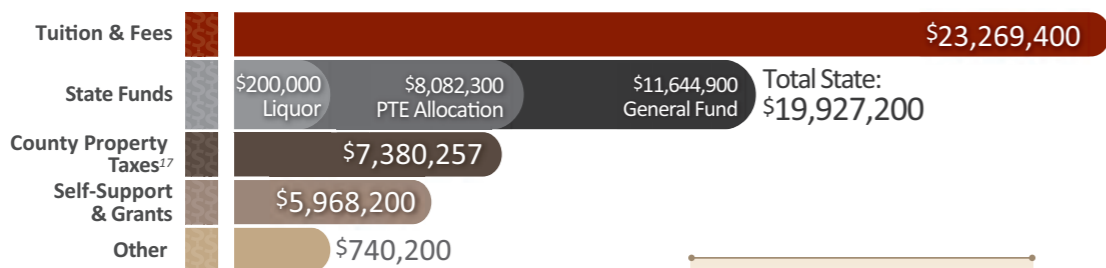 Tuition & Fees
$23,269,400
State Funds
$200,000
Liquor
$8,082,300
PTE Allocation
$11,644,900
General Fund
Total State:
$19,927,200
County Property
Taxes17
$7,380,257
Self-Support
& Grants
$5,968,200
Other
$740,200